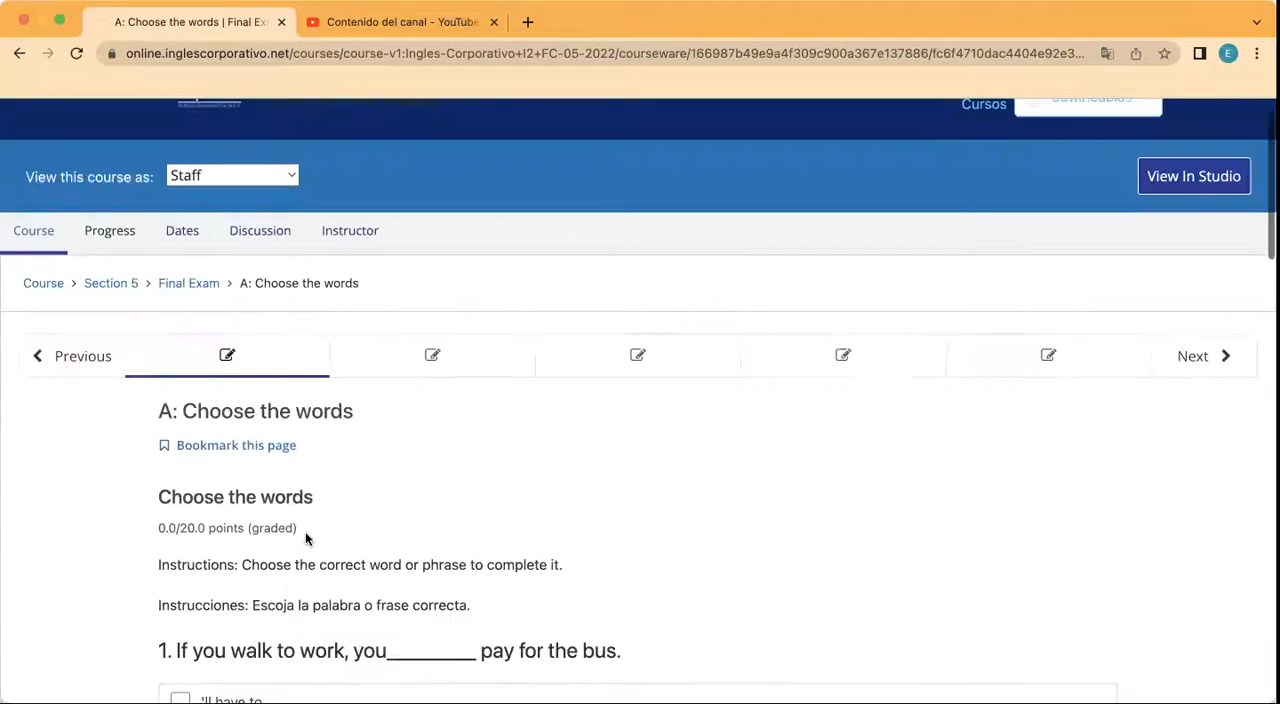 A: Choose the words | Final Ex
Contenido del canal - YouTube
online.inglescorporativo.net/courses/course-v1:Ingles-Corporativo+I2+FC-05-2022/courseware/166987b49e9a4f309c900a367e137886/fc6f4710dac4404e92e3...
E
Cursos
View this course as:
Staff
View In Studio
Course
Progress
Dates
Discussion
Instructor
Course > Section 5 > Final Exam > A: Choose the words
Previous
Next
A: Choose the words
Bookmark this page
Choose the words
0.0/20.0 points (graded)
Instructions: Choose the correct word or phrase to complete it.
Instrucciones: Escoja la palabra o frase correcta.
1. If you walk to work, you_________ pay for the bus.
'll have to